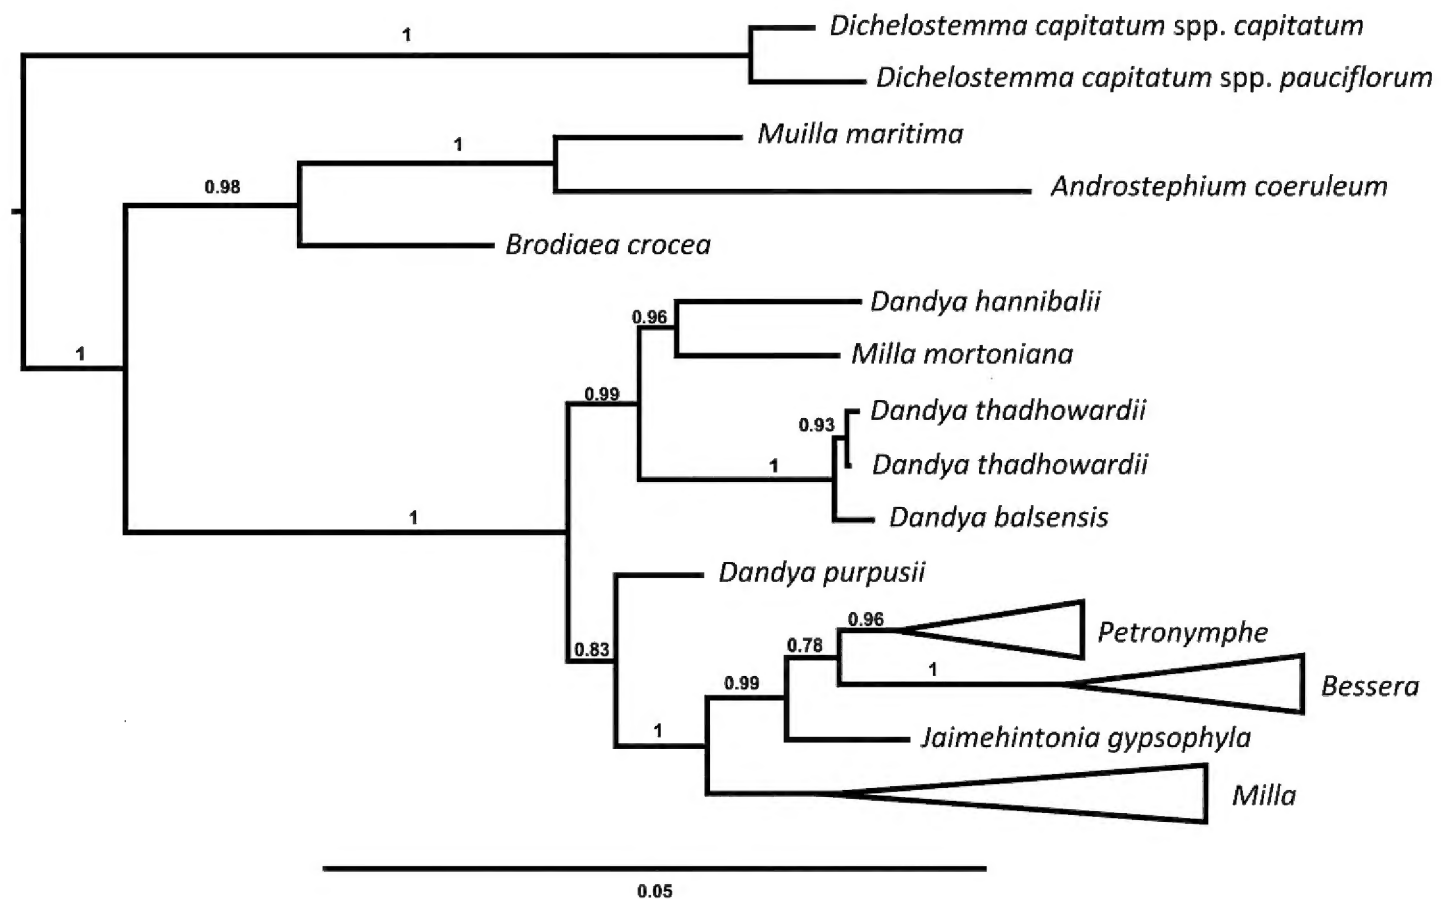 1
Dichelostemma capitatum spp. capitatum
Dichelostemma capitatum spp. pauciflorum
1
Muilla maritima
0.98
Androstephium coeruleum
Brodiaea crocea
1
0.96
Dandya hannibalii
Milla mortoniana
0.99
0.93
Dandya thadhowardii
1
Dandya thadhowardii
1
Dandya balsensis
Dandya purpusii
0.83
0.96
Petronymphe
0.78
1
Bessera
0.99
1
Jaimehintonia gypsophyla
Milla
0.05